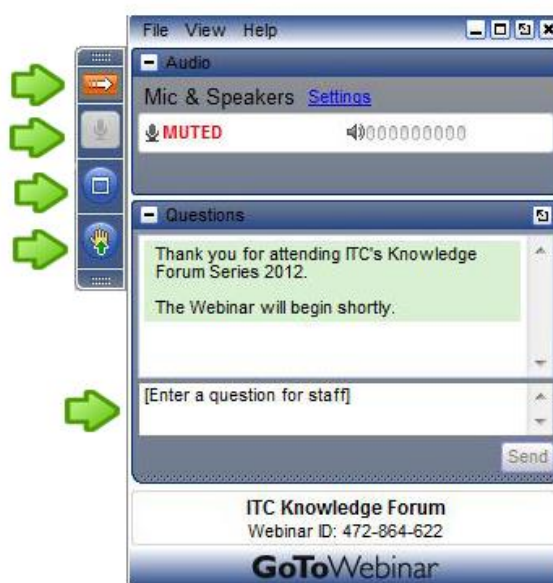 File View Help
Audio
Mic & Speakers Settings
MUTED
000000000
Questions
Thank you for attending ITC's Knowledge
Forum Series 2012.
The Webinar will begin shortly.
[Enter a question for staff]
Send
ITC Knowledge Forum
Webinar ID: 472-864-622
GoToWebinar